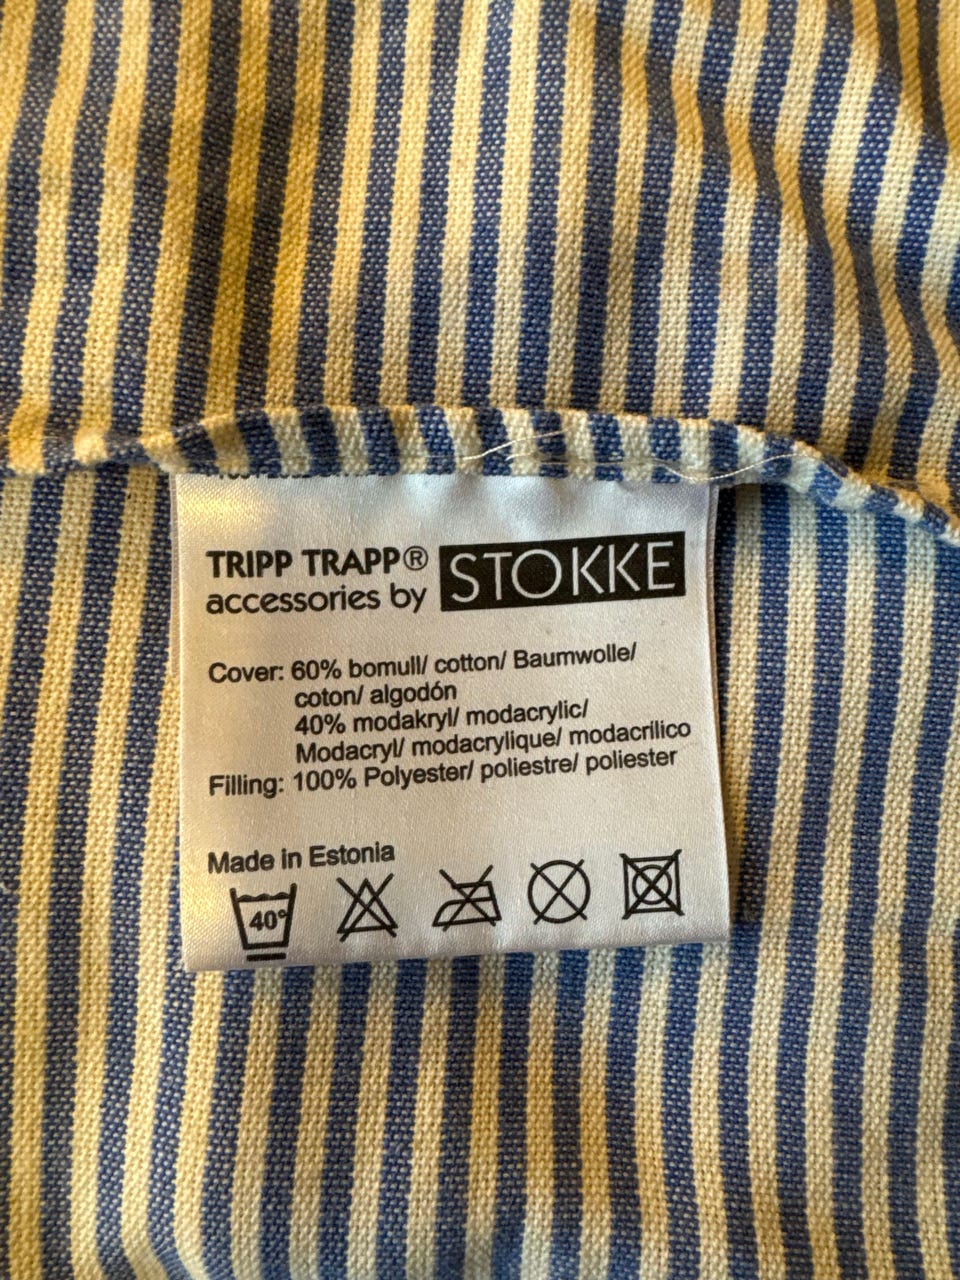 TRIPP TRAPP®
accessories by STOKKE
Cover: 60% bomull/ cotton/ Baumwolle/
coton/ algodón
40% modakryl/ modacrylic/
Modacryl/ modacrylique/ modacrilico
Filling: 100% Polyester/ poliestre/ poliester
Made in Estonia
40°